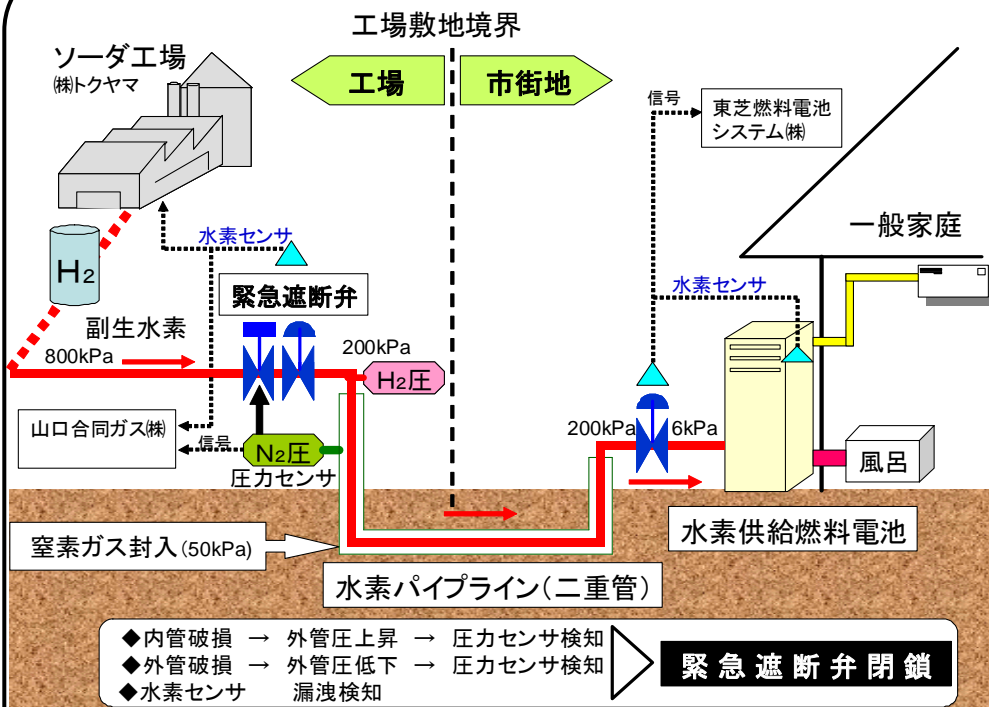 工場敷地境界
ソーダ工場
㈱トクヤマ
工場
市街地
信号
東芝燃料電池
システム㈱
一般家庭
H₂
水素センサ
水素センサ
緊急遮断弁
副生水素
800kPa
200kPa
H₂圧
山口合同ガス㈱
信号
N₂圧
圧力センサ
200kPa
6kPa
風呂
水素供給燃料電池
窒素ガス封入(50kPa)
水素パイプライン(二重管)
◆内管破損 → 外管圧上昇 → 圧力センサ検知
◆外管破損 → 外管圧低下 → 圧力センサ検知
◆水素センサ 漏洩検知
緊急遮断弁閉鎖